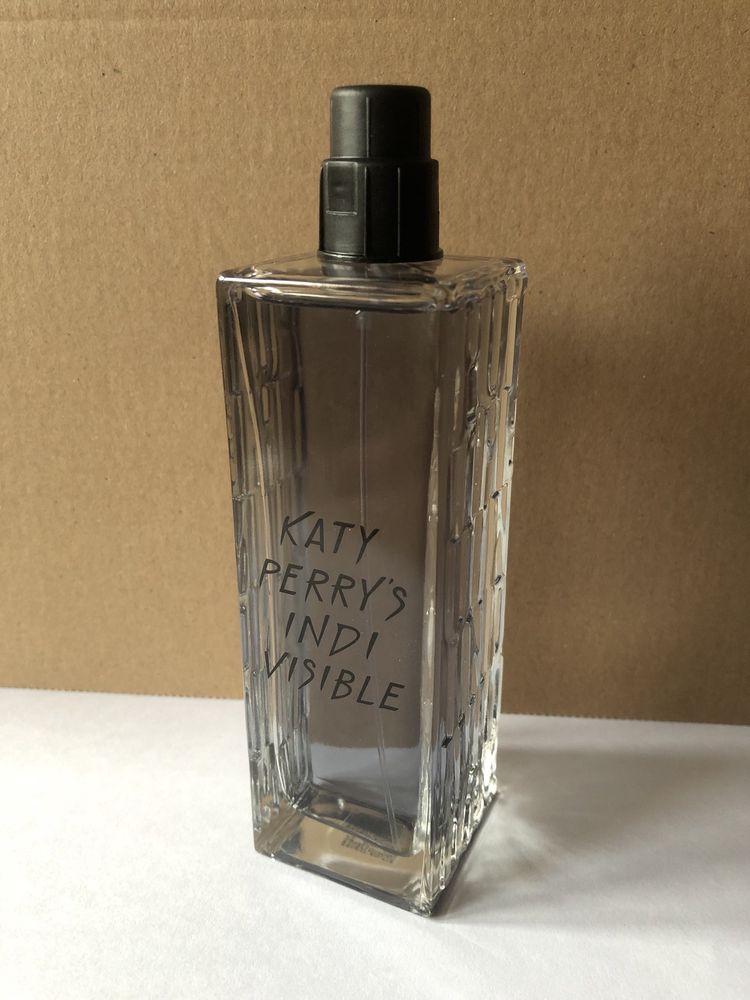 KATY
PERRY'S
INDI
VISIBLE